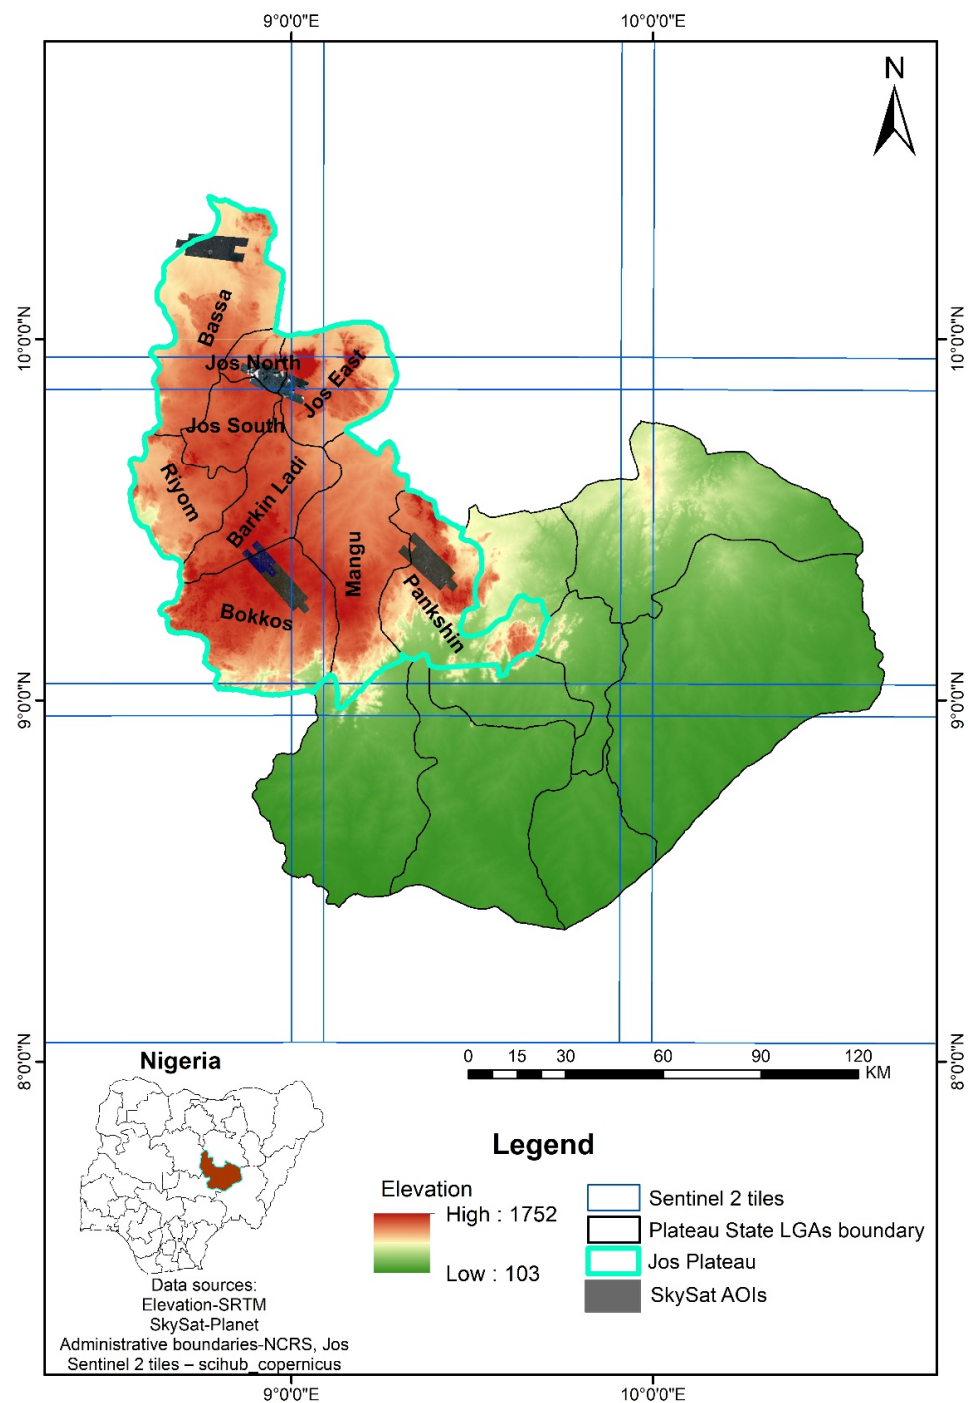 9°0'0"E 10°0'0"E
N
10°0'0"N 10°0'0"N
Bassa
Jos North
Jos East
Jos South
Riyom
Barkin Ladi
Mangu
Pankshin
Bokkos
9°0'0"N 9°0'0"N
8°0'0"N 8°0'0"N
0 15 30 60 90 120
KM
Nigeria
Legend
Elevation
High : 1752
Low : 103
Sentinel 2 tiles
Plateau State LGAs boundary
Jos Plateau
SkySat AOIs
Data sources:
Elevation-SRTM
SkySat-Planet
Administrative boundaries-NCRS, Jos
Sentinel 2 tiles – scihub_copernicus
9°0'0"E 10°0'0"E